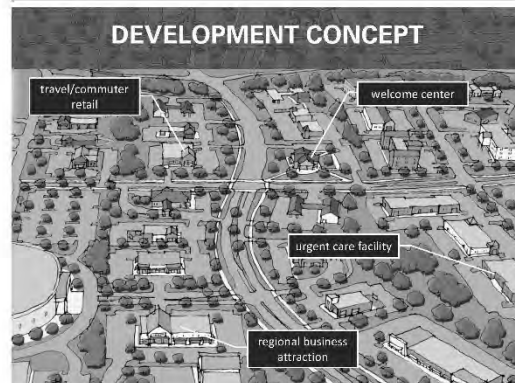 DEVELOPMENT CONCEPT
travel/commuter
retail
welcome center
urgent care facility
regional business
attraction